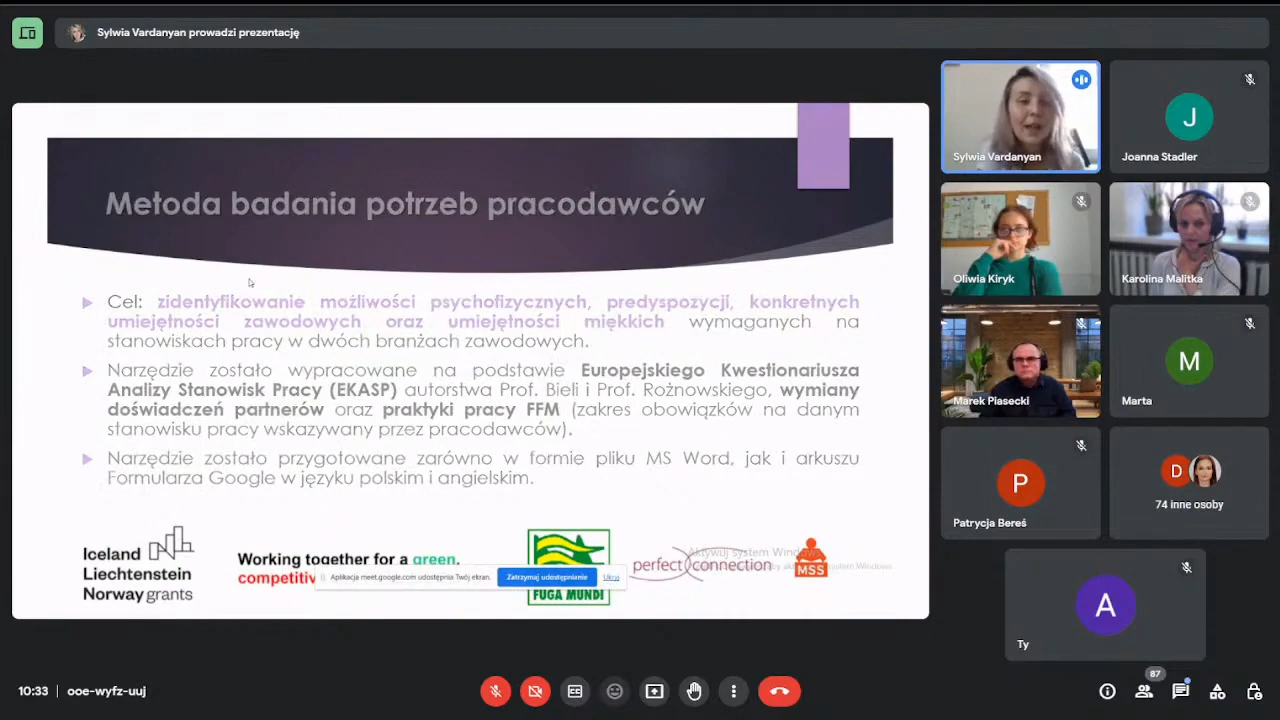 Sylwia Vardanyan prowadzi prezentację
Metoda badania potrzeb pracodawców
Cel: zidentyfikowanie możliwości psychofizycznych, predyspozycji, konkretnych
umiejętności zawodowych oraz umiejętności miękkich wymaganych na
stanowiskach pracy w dwóch branżach zawodowych.
Narzędzie zostało wypracowane na podstawie Europejskiego Kwestionariusza
Analizy Stanowisk Pracy (EKASP) autorstwa Prof. Bieli i Prof. Rożnowskiego, wymiany
doświadczeń partnerów oraz praktyki pracy FFM (zakres obowiązków na danym
stanowisku pracy wskazywany przez pracodawców).
Narzędzie zostało przygotowane zarówno w formie pliku MS Word, jak i arkuszu
Formularza Google w języku polskim i angielskim.
Iceland
Liechtenstein
Norway grants
Working together for a green,
competitiv
Aplikacja meet.google.com udostępnia Twój ekran.
Zatrzymaj udostępnianie
Ukryj
FUGA MUNDI
perfect connection
MSS
Aktywuj system Windows
Sylwia Vardanyan
J
Joanna Stadler
Oliwia Kiryk
Karolina Malitka
Marek Piasecki
M
Marta
P
Patrycja Bereś
D
74 inne osoby
A
Ty
10:33
ooe-wyfz-uuj
87